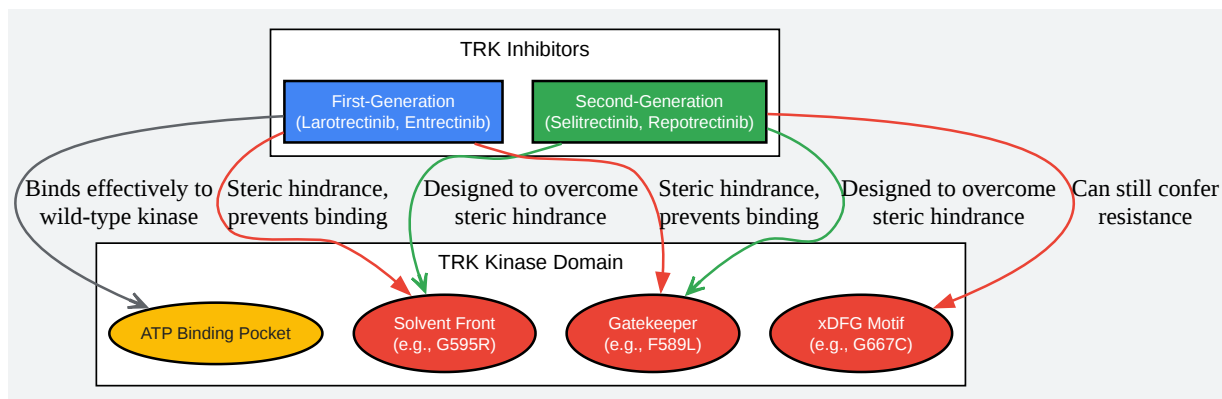 TRK Inhibitors
First-Generation
(Larotrectinib, Entrectinib)
Second-Generation
(Selitrectinib, Repotrectinib)
Binds effectively to
wild-type kinase
Steric hindrance,
prevents binding
Designed to overcome
steric hindrance
Steric hindrance,
prevents binding
Designed to overcome
steric hindrance
Can still confer
resistance
TRK Kinase Domain
ATP Binding Pocket
Solvent Front
(e.g., G595R)
Gatekeeper
(e.g., F589L)
xDFG Motif
(e.g., G667C)